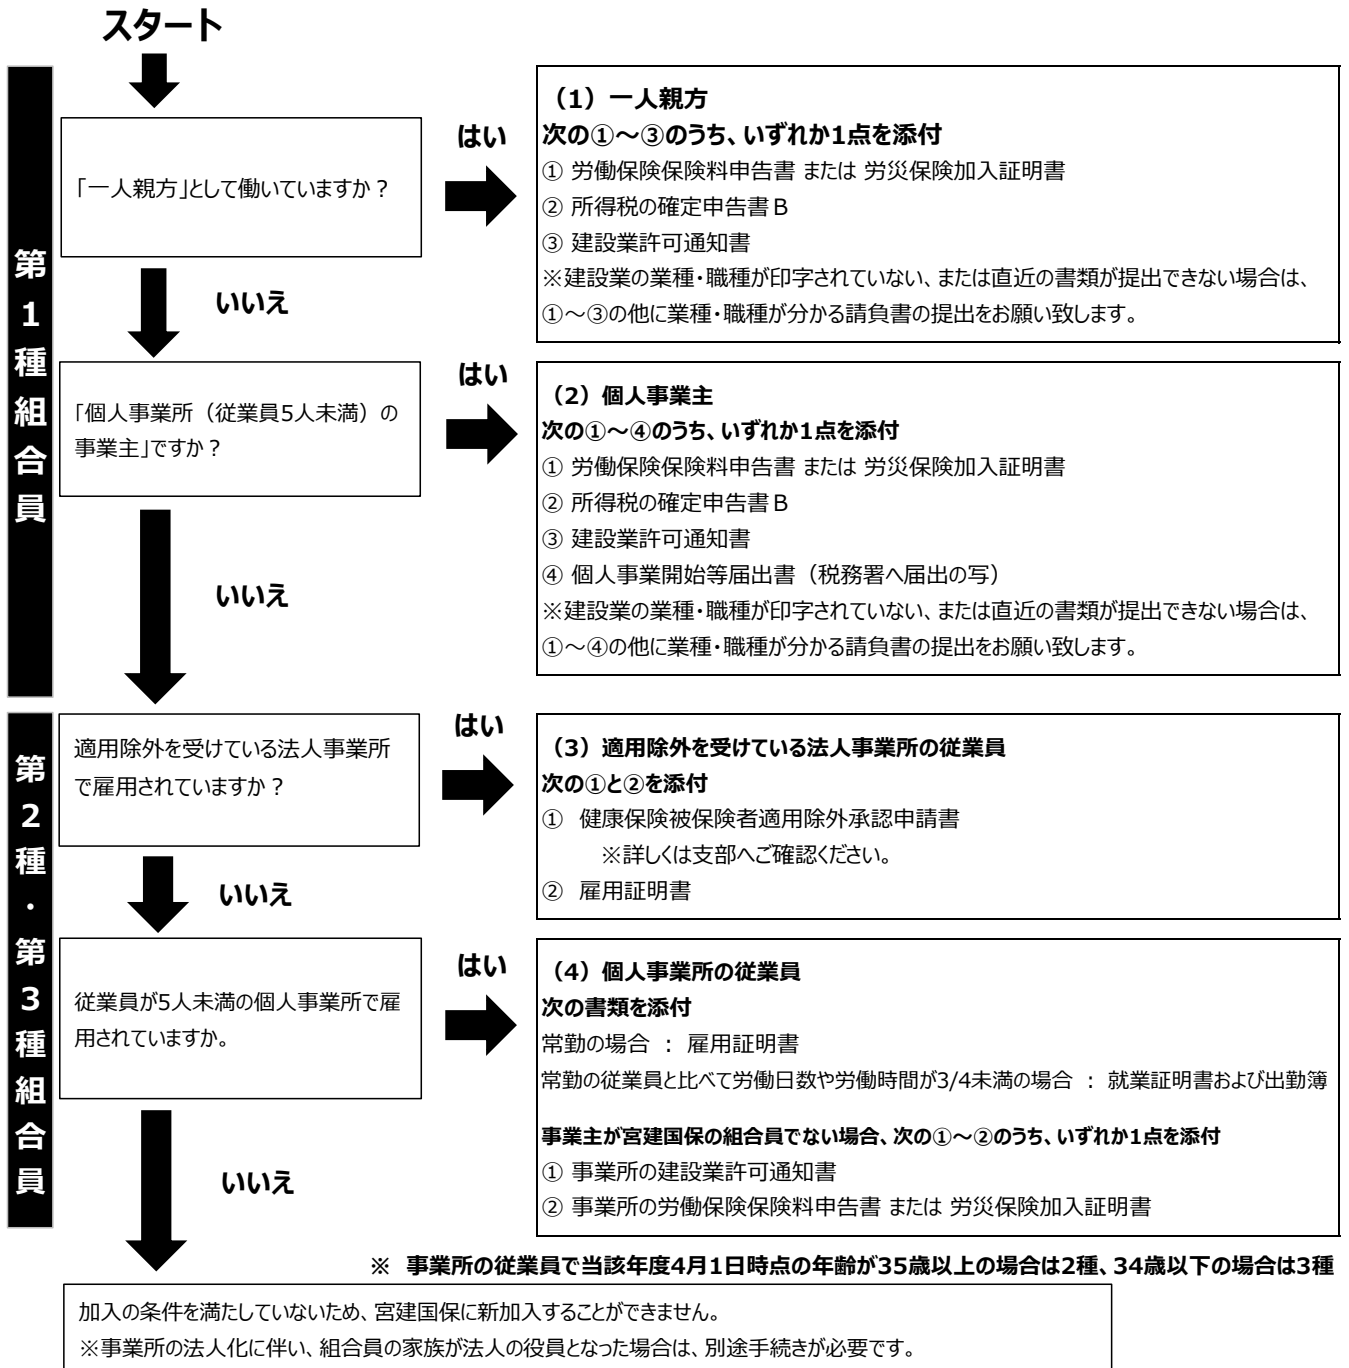 スタート
第1種組合員
「一人親方」として働いていますか？
はい
（1）一人親方
次の①～③のうち、いずれか1点を添付
① 労働保険保険料申告書 または 労災保険加入証明書
② 所得税の確定申告書Ｂ
③ 建設業許可通知書
※建設業の業種・職種が印字されていない、または直近の書類が提出できない場合は、
①～③の他に業種・職種が分かる請負書の提出をお願い致します。
いいえ
「個人事業所（従業員5人未満）の
事業主」ですか？
はい
（2）個人事業主
次の①～④のうち、いずれか1点を添付
① 労働保険保険料申告書 または 労災保険加入証明書
② 所得税の確定申告書Ｂ
③ 建設業許可通知書
④ 個人事業開始等届出書（税務署へ届出の写）
※建設業の業種・職種が印字されていない、または直近の書類が提出できない場合は、
①～④の他に業種・職種が分かる請負書の提出をお願い致します。
いいえ
第2種・第3種組合員
適用除外を受けている法人事業所
で雇用されていますか？
はい
（3）適用除外を受けている法人事業所の従業員
次の①と②を添付
① 健康保険被保険者適用除外承認申請書
※詳しくは支部へご確認ください。
② 雇用証明書
いいえ
従業員が5人未満の個人事業所で雇
用されていますか。
はい
（4）個人事業所の従業員
次の書類を添付
常勤の場合 ： 雇用証明書
常勤の従業員と比べて労働日数や労働時間が3/4未満の場合 ： 就業証明書および出勤簿
事業主が宮建国保の組合員でない場合、次の①～②のうち、いずれか1点を添付
① 事業所の建設業許可通知書
② 事業所の労働保険保険料申告書 または 労災保険加入証明書
いいえ
※ 事業所の従業員で当該年度4月1日時点の年齢が35歳以上の場合は2種、34歳以下の場合は3種
加入の条件を満たしていないため、宮建国保に新加入することができません。
※事業所の法人化に伴い、組合員の家族が法人の役員となった場合は、別途手続きが必要です。